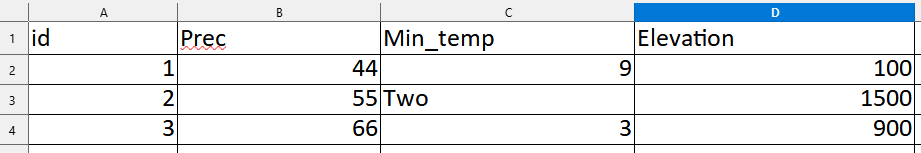 A B C D
1 id Prec Min_temp Elevation
2 1 44 9 100
3 2 55 Two 1500
4 3 66 3 900